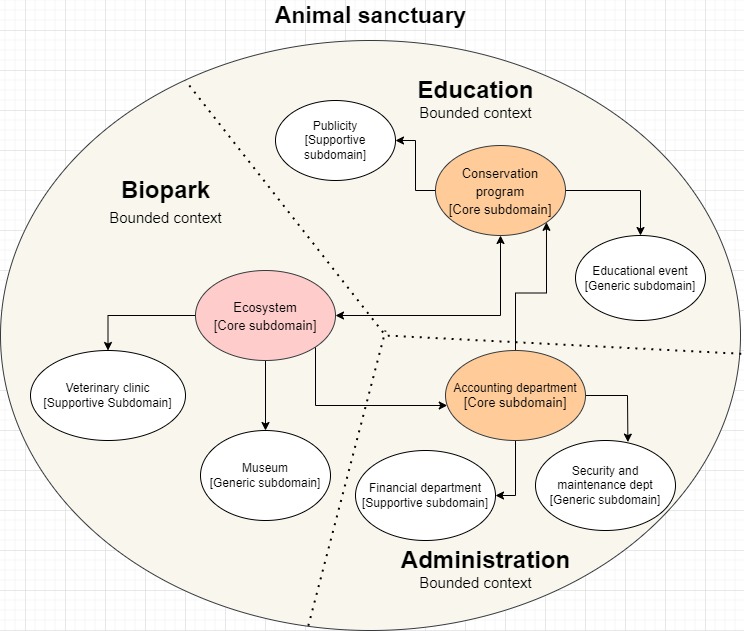 Animal sanctuary
Education
Bounded context
Publicity
[Supportive
subdomain]
Conservation
program
[Core subdomain]
Educational event
[Generic subdomain]
Biopark
Bounded context
Ecosystem
[Core subdomain]
Veterinary clinic
[Supportive Subdomain]
Museum
[Generic subdomain]
Accounting department
[Core subdomain]
Financial department
[Supportive subdomain]
Security and
maintenance dept
[Generic subdomain]
Administration
Bounded context